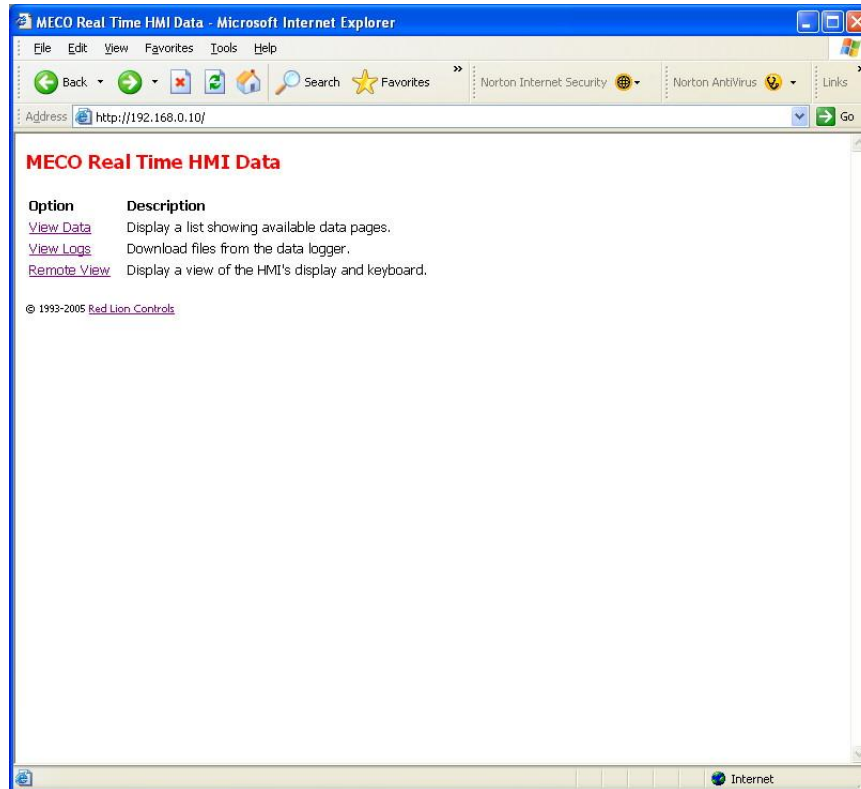 MECO Real Time HMI Data - Microsoft Internet Explorer
File Edit View Favorites Tools Help
Back Search Favorites » Norton Internet Security Norton AntiVirus Links »
Address http://192.168.0.10/ Go
MECO Real Time HMI Data
Option Description
View Data Display a list showing available data pages.
View Logs Download files from the data logger.
Remote View Display a view of the HMI's display and keyboard.
© 1993-2005 Red Lion Controls
Internet